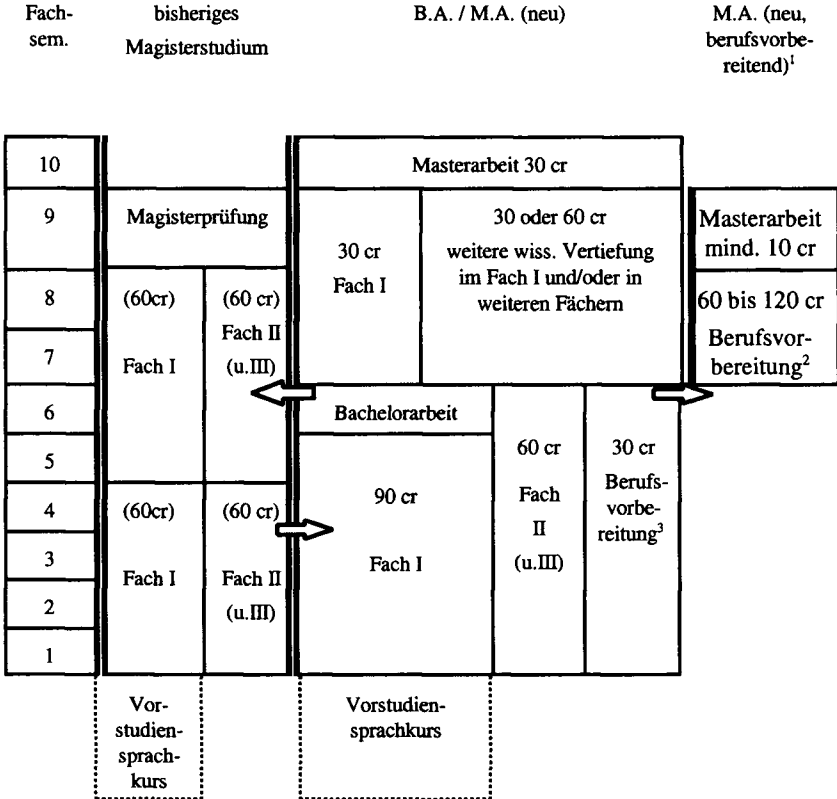 Fach-
sem.
bisheriges
Magisterstudium
B.A. / M.A. (neu)
M.A. (neu,
berufsvorbe-
reitend)¹
10
Masterarbeit 30 cr
9
Magisterprüfung
30 cr
Fach I
30 oder 60 cr
weitere wiss. Vertiefung
im Fach I und/oder in
weiteren Fächern
Masterarbeit
mind. 10 cr
8
7
(60cr)
Fach I
(60 cr)
Fach II
(u.III)
60 bis 120 cr
Berufsvor-
bereitung²
6
5
Bachelorarbeit
60 cr
Fach
II
(u.III)
30 cr
Berufs-
vorbe-
reitung³
4
3
2
1
(60cr)
Fach I
(60 cr)
Fach II
(u.III)
90 cr
Fach I
Vor-
studien-
sprach-
kurs
Vorstudien-
sprachkurs